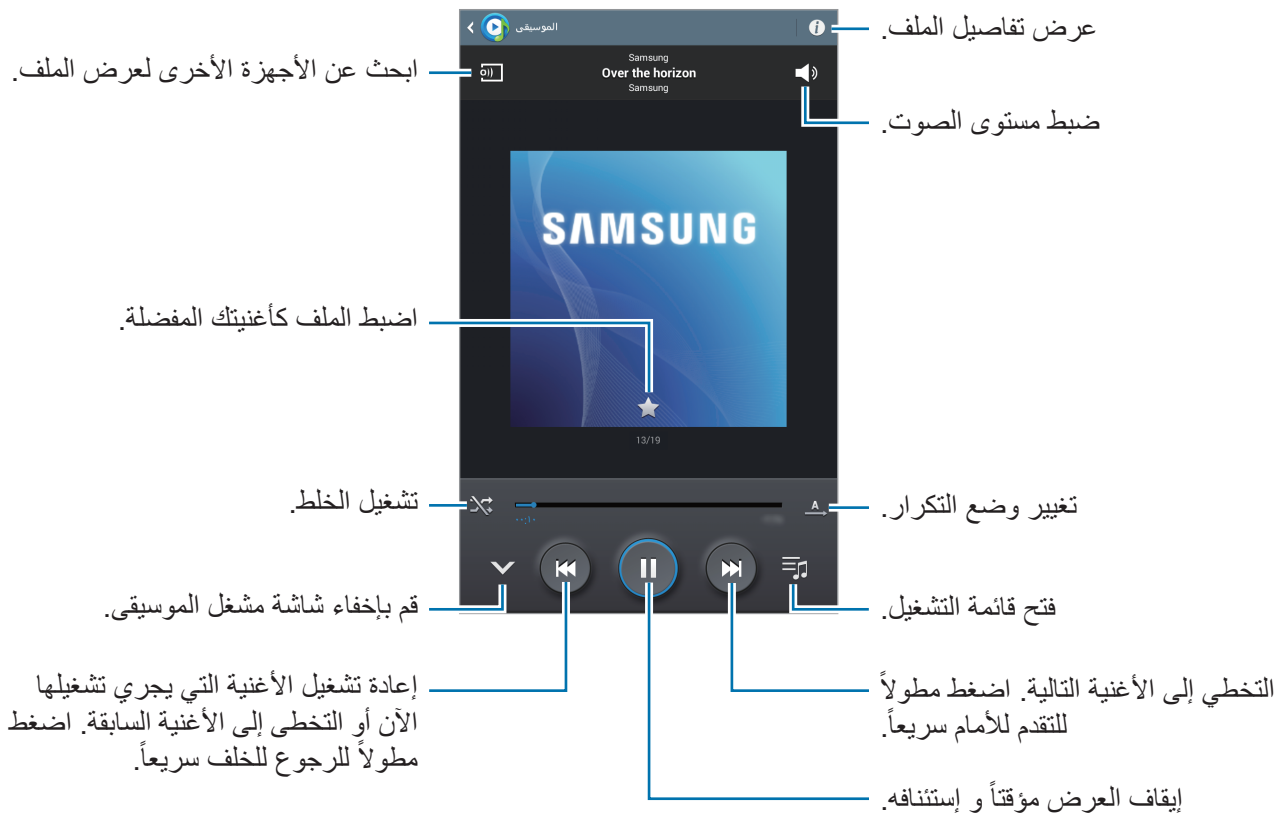 الموسيقى
عرض تفاصيل الملف.
Samsung
Over the horizon
Samsung
ابحث عن الأجهزة الأخرى لعرض الملف.
ضبط مستوى الصوت.
SAMSUNG
اضبط الملف كأغنيتك المفضلة.
13/19
تغيير وضع التكرار.
A
تشغيل الخلط.
٠٠:١٠
فتح قائمة التشغيل.
قم بإخفاء شاشة مشغل الموسيقى.
التخطي إلى الأغنية التالية. اضغط مطولاً
للتقدم للأمام سريعاً.
إعادة تشغيل الأغنية التي يجري تشغيلها
الآن أو التخطى إلى الأغنية السابقة. اضغط
مطولاً للرجوع للخلف سريعاً.
إيقاف العرض مؤقتاً و إستئنافه.